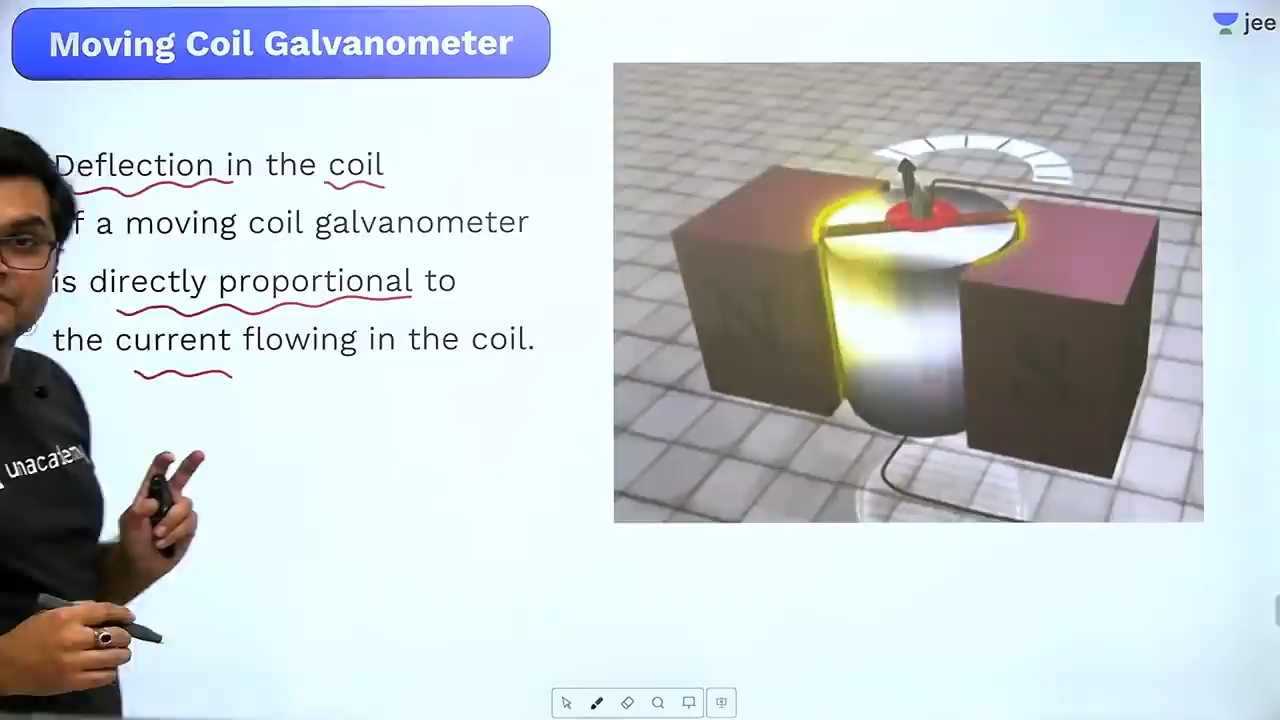 Moving Coil Galvanometer
jee
Deflection in the coil
f a moving coil galvanometer
is directly proportional to
the current flowing in the coil.
N
S
unacademy